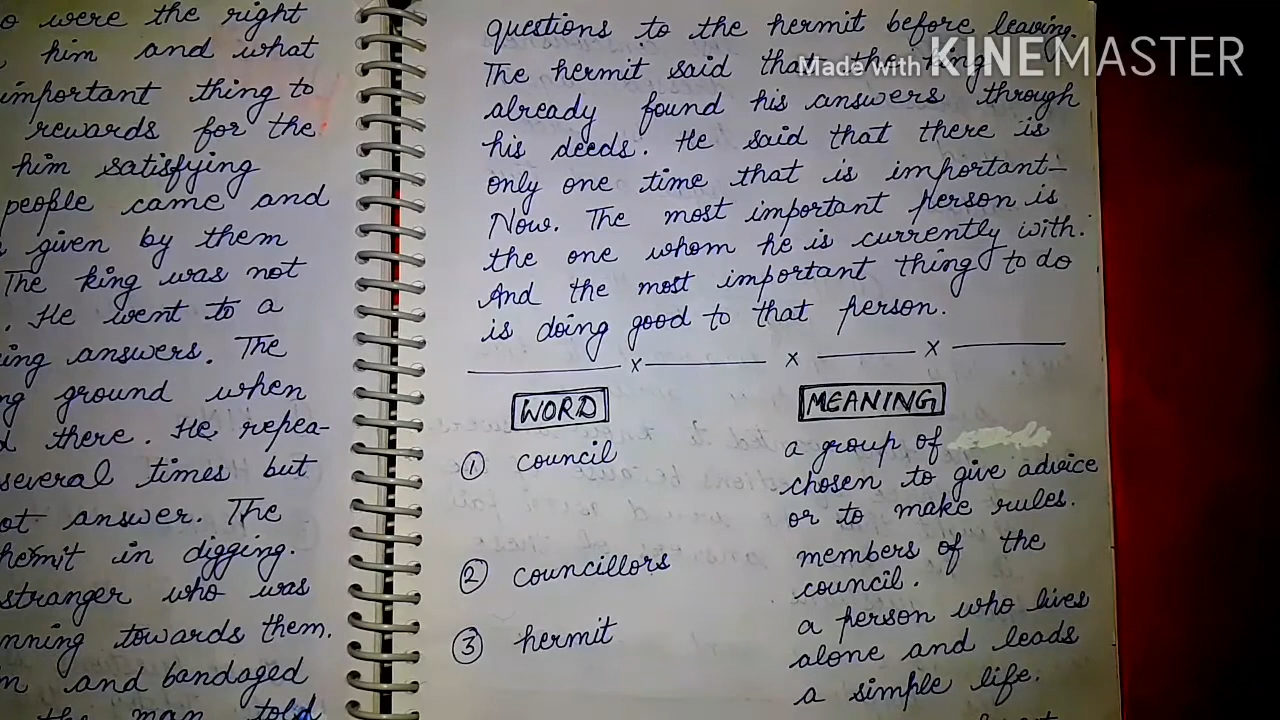 o were the right
him and what
important thing to
rewards for the
him satisfying
people came and
given by them
The king was not
. He went to a
ing answers. The
ng ground when
d there. He repea-
several times but
ot answer. The
hermit in digging.
stranger who was
nning towards them.
m and bandaged
the man told
questions to the hermit before leaving.
The hermit said that the king
already found his answers through
his deeds. He said that there is
only one time that is important-
Now. The most important person is
the one whom he is currently with.
And the most important thing to do
is doing good to that person.
x x x
WORD MEANING
① council a group of
chosen to give advice
or to make rules.
② councillors members of the
council.
③ hermit a person who lives
alone and leads
a simple life.
Made with KINEMASTER